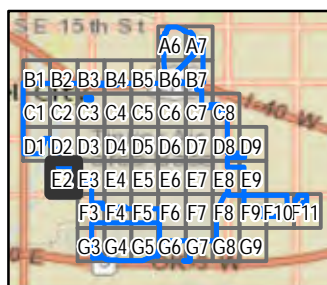 SE 15th St
A6 A7
B1 B2 B3 B4 B5 B6 B7
C1 C2 C3 C4 C5 C6 C7 C8
I-40 W
D1 D2 D3 D4 D5 D6 D7 D8 D9
E2 E3 E4 E5 E6 E7 E8 E9
F3 F4 F5 F6 F7 F8 F9 F10 F11
G3 G4 G5 G6 G7 G8 G9